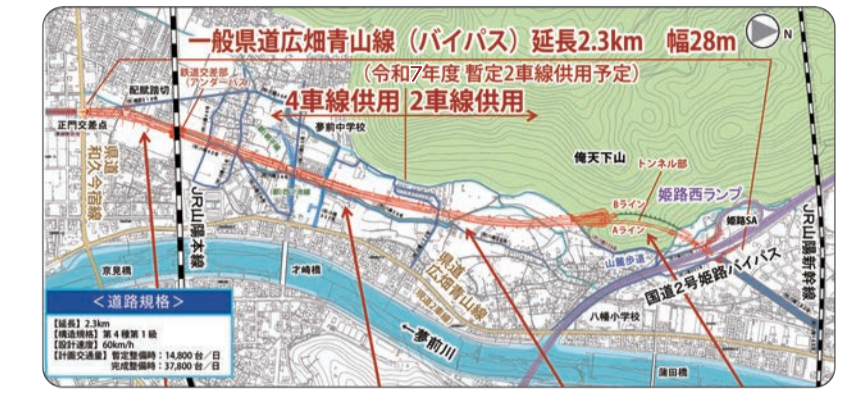 一般県道広畑青山線（バイパス）延長2.3km　幅28m
N
（令和7年度 暫定2車線供用予定）
4車線供用 2車線供用
鉄道交差部
（アンダーパス）
配賦踏切
正門交差点
夢前中学校
俺天下山
トンネル部
Bライン
Aライン
姫路西ランプ
姫路SA
県道
和久今宿線
JR山陽本線
県道
広畑青山線
山麓歩道
国道2号姫路バイパス
JR山陽新幹線
京見橋
才崎橋
八幡小学校
←夢前川
蒲田橋
＜道路規格＞
【延長】2.3km
【構造規格】第4種第1級
【設計速度】60km/h
【計画交通量】暫定整備時：14,800台／日
完成整備時：37,800台／日